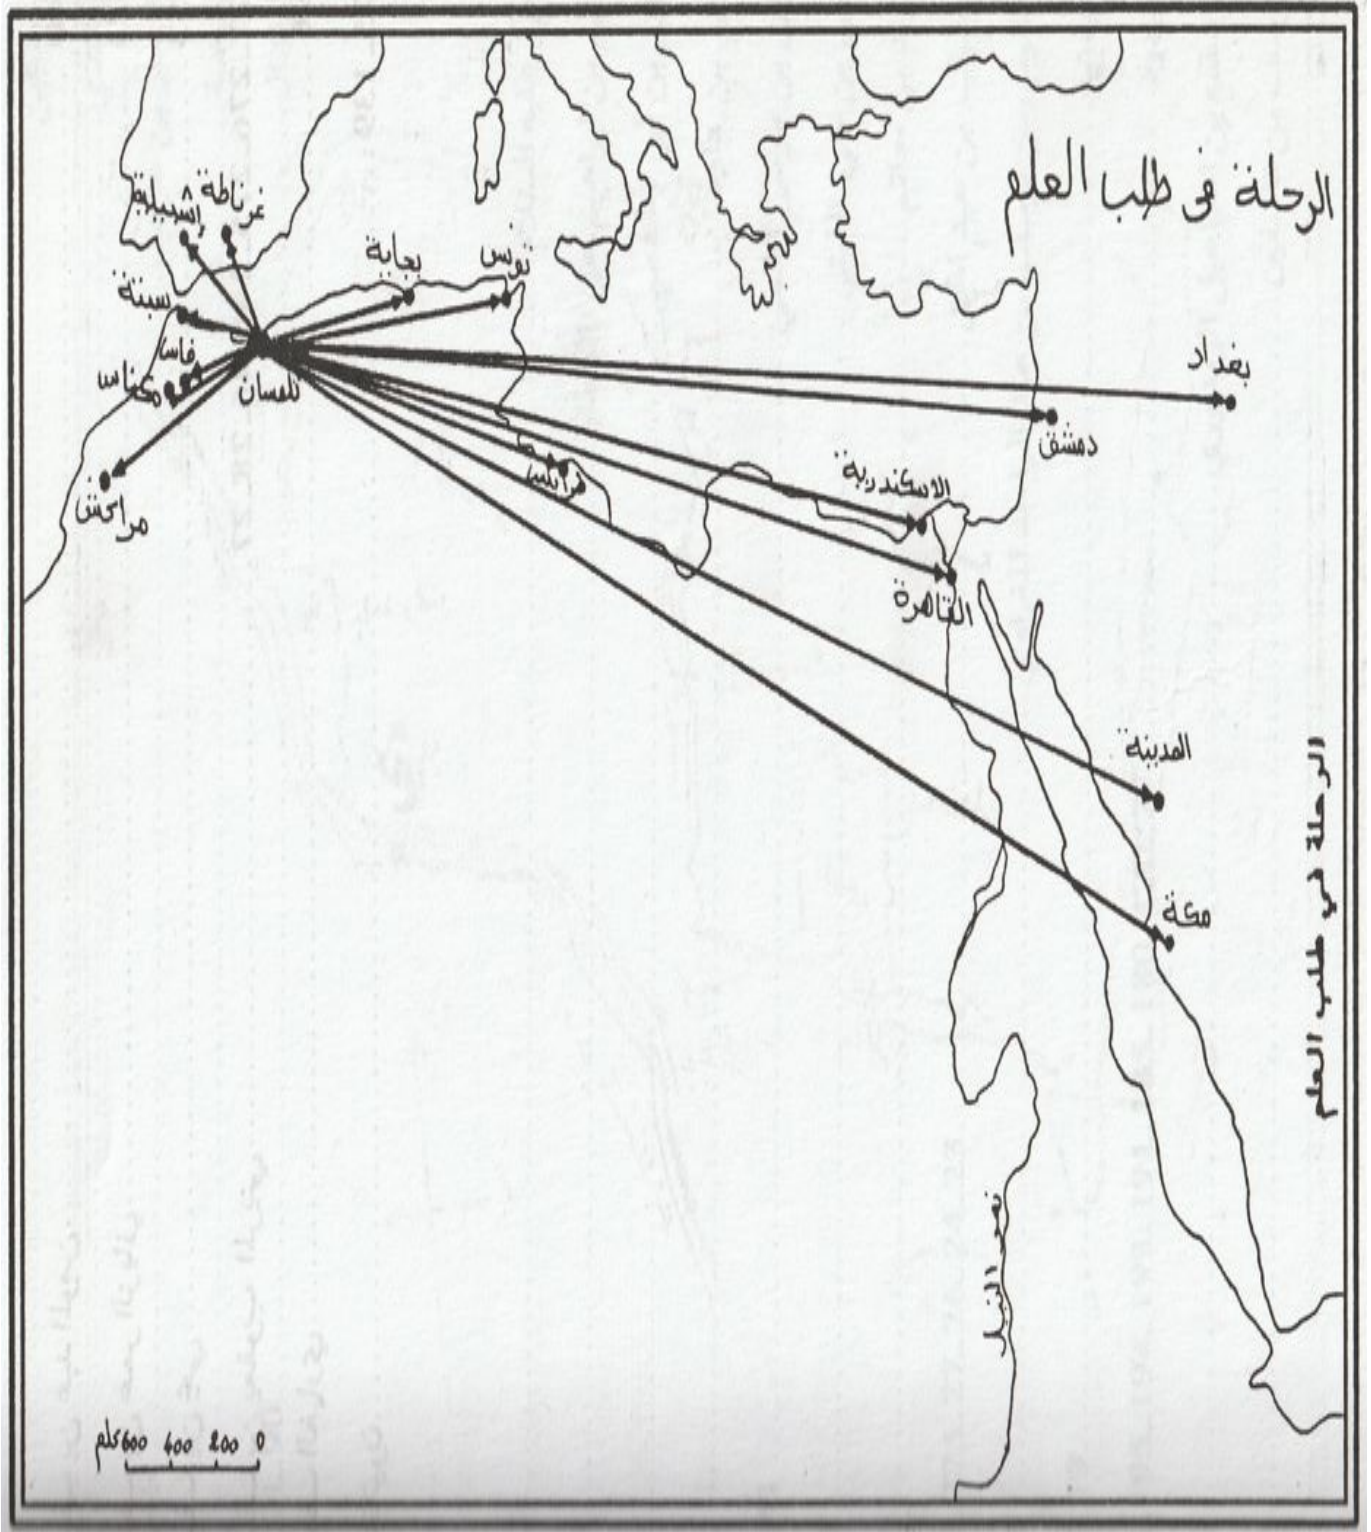 الرحلة في طلب العلم
غرناطة
إشبيلية
تونس
بجاية
سبتة
فاس
مكناس
تلمسان
مراكش
بغداد
دمشق
الاسكندرية
طرابلس
القاهرة
المدينة
مكة
الرحلة في طلب العلم
نهر النيل
0 200 400 600 كلم